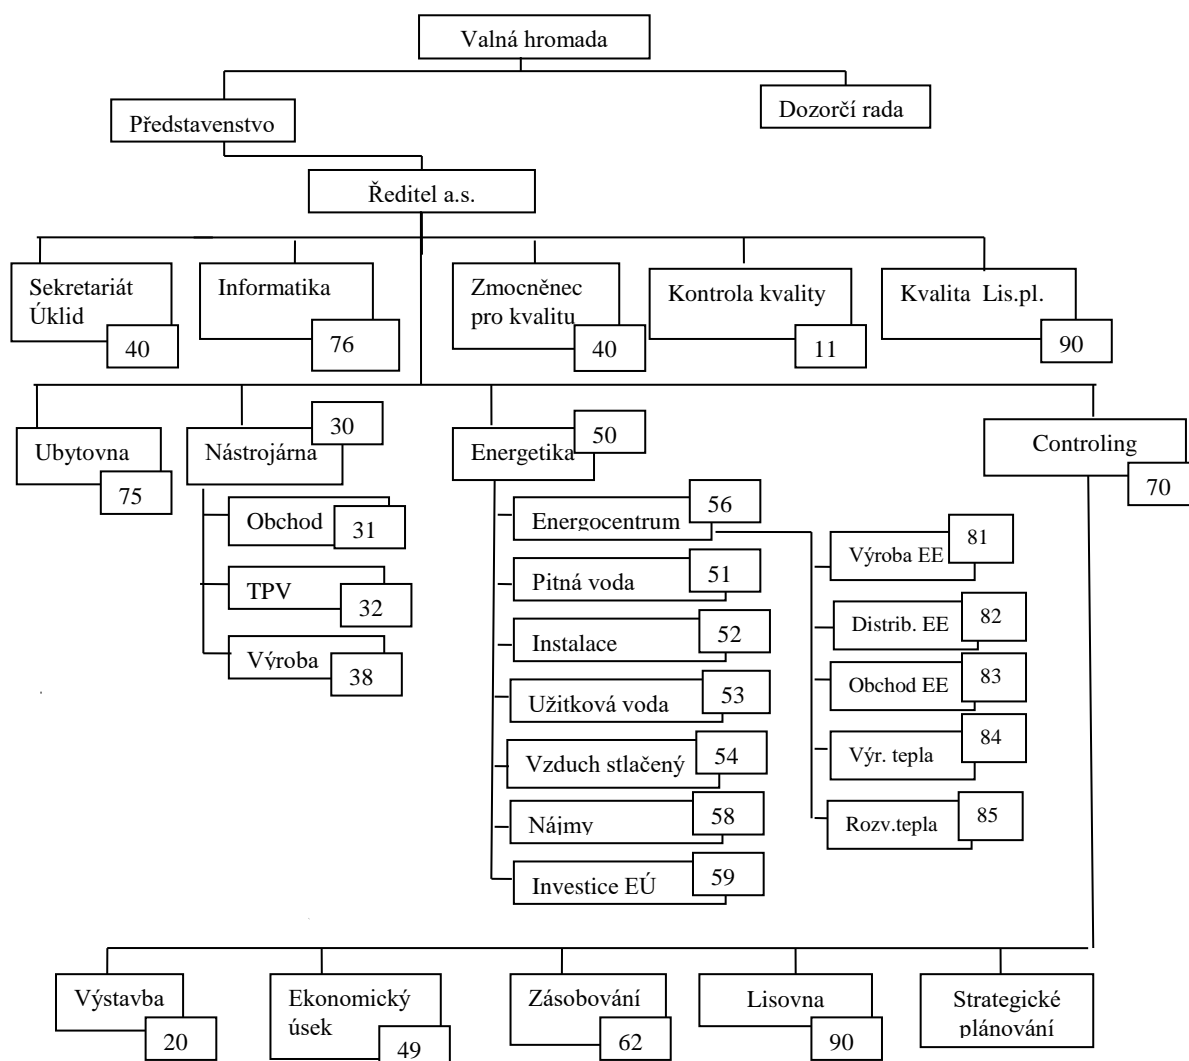 Valná hromada
Představenstvo
Dozorčí rada
Ředitel a.s.
Sekretariát
Úklid
40
Informatika
76
Zmocněnec
pro kvalitu
40
Kontrola kvality
11
Kvalita Lis.pl.
90
Ubytovna
75
Nástrojárna
30
Energetika
50
Controling
70
Obchod
31
TPV
32
Výroba
38
Energocentrum
56
Pitná voda
51
Instalace
52
Užitková voda
53
Vzduch stlačený
54
Nájmy
58
Investice EÚ
59
Výroba EE
81
Distrib. EE
82
Obchod EE
83
Výr. tepla
84
Rozv.tepla
85
Výstavba
20
Ekonomický
úsek
49
Zásobování
62
Lisovna
90
Strategické
plánování